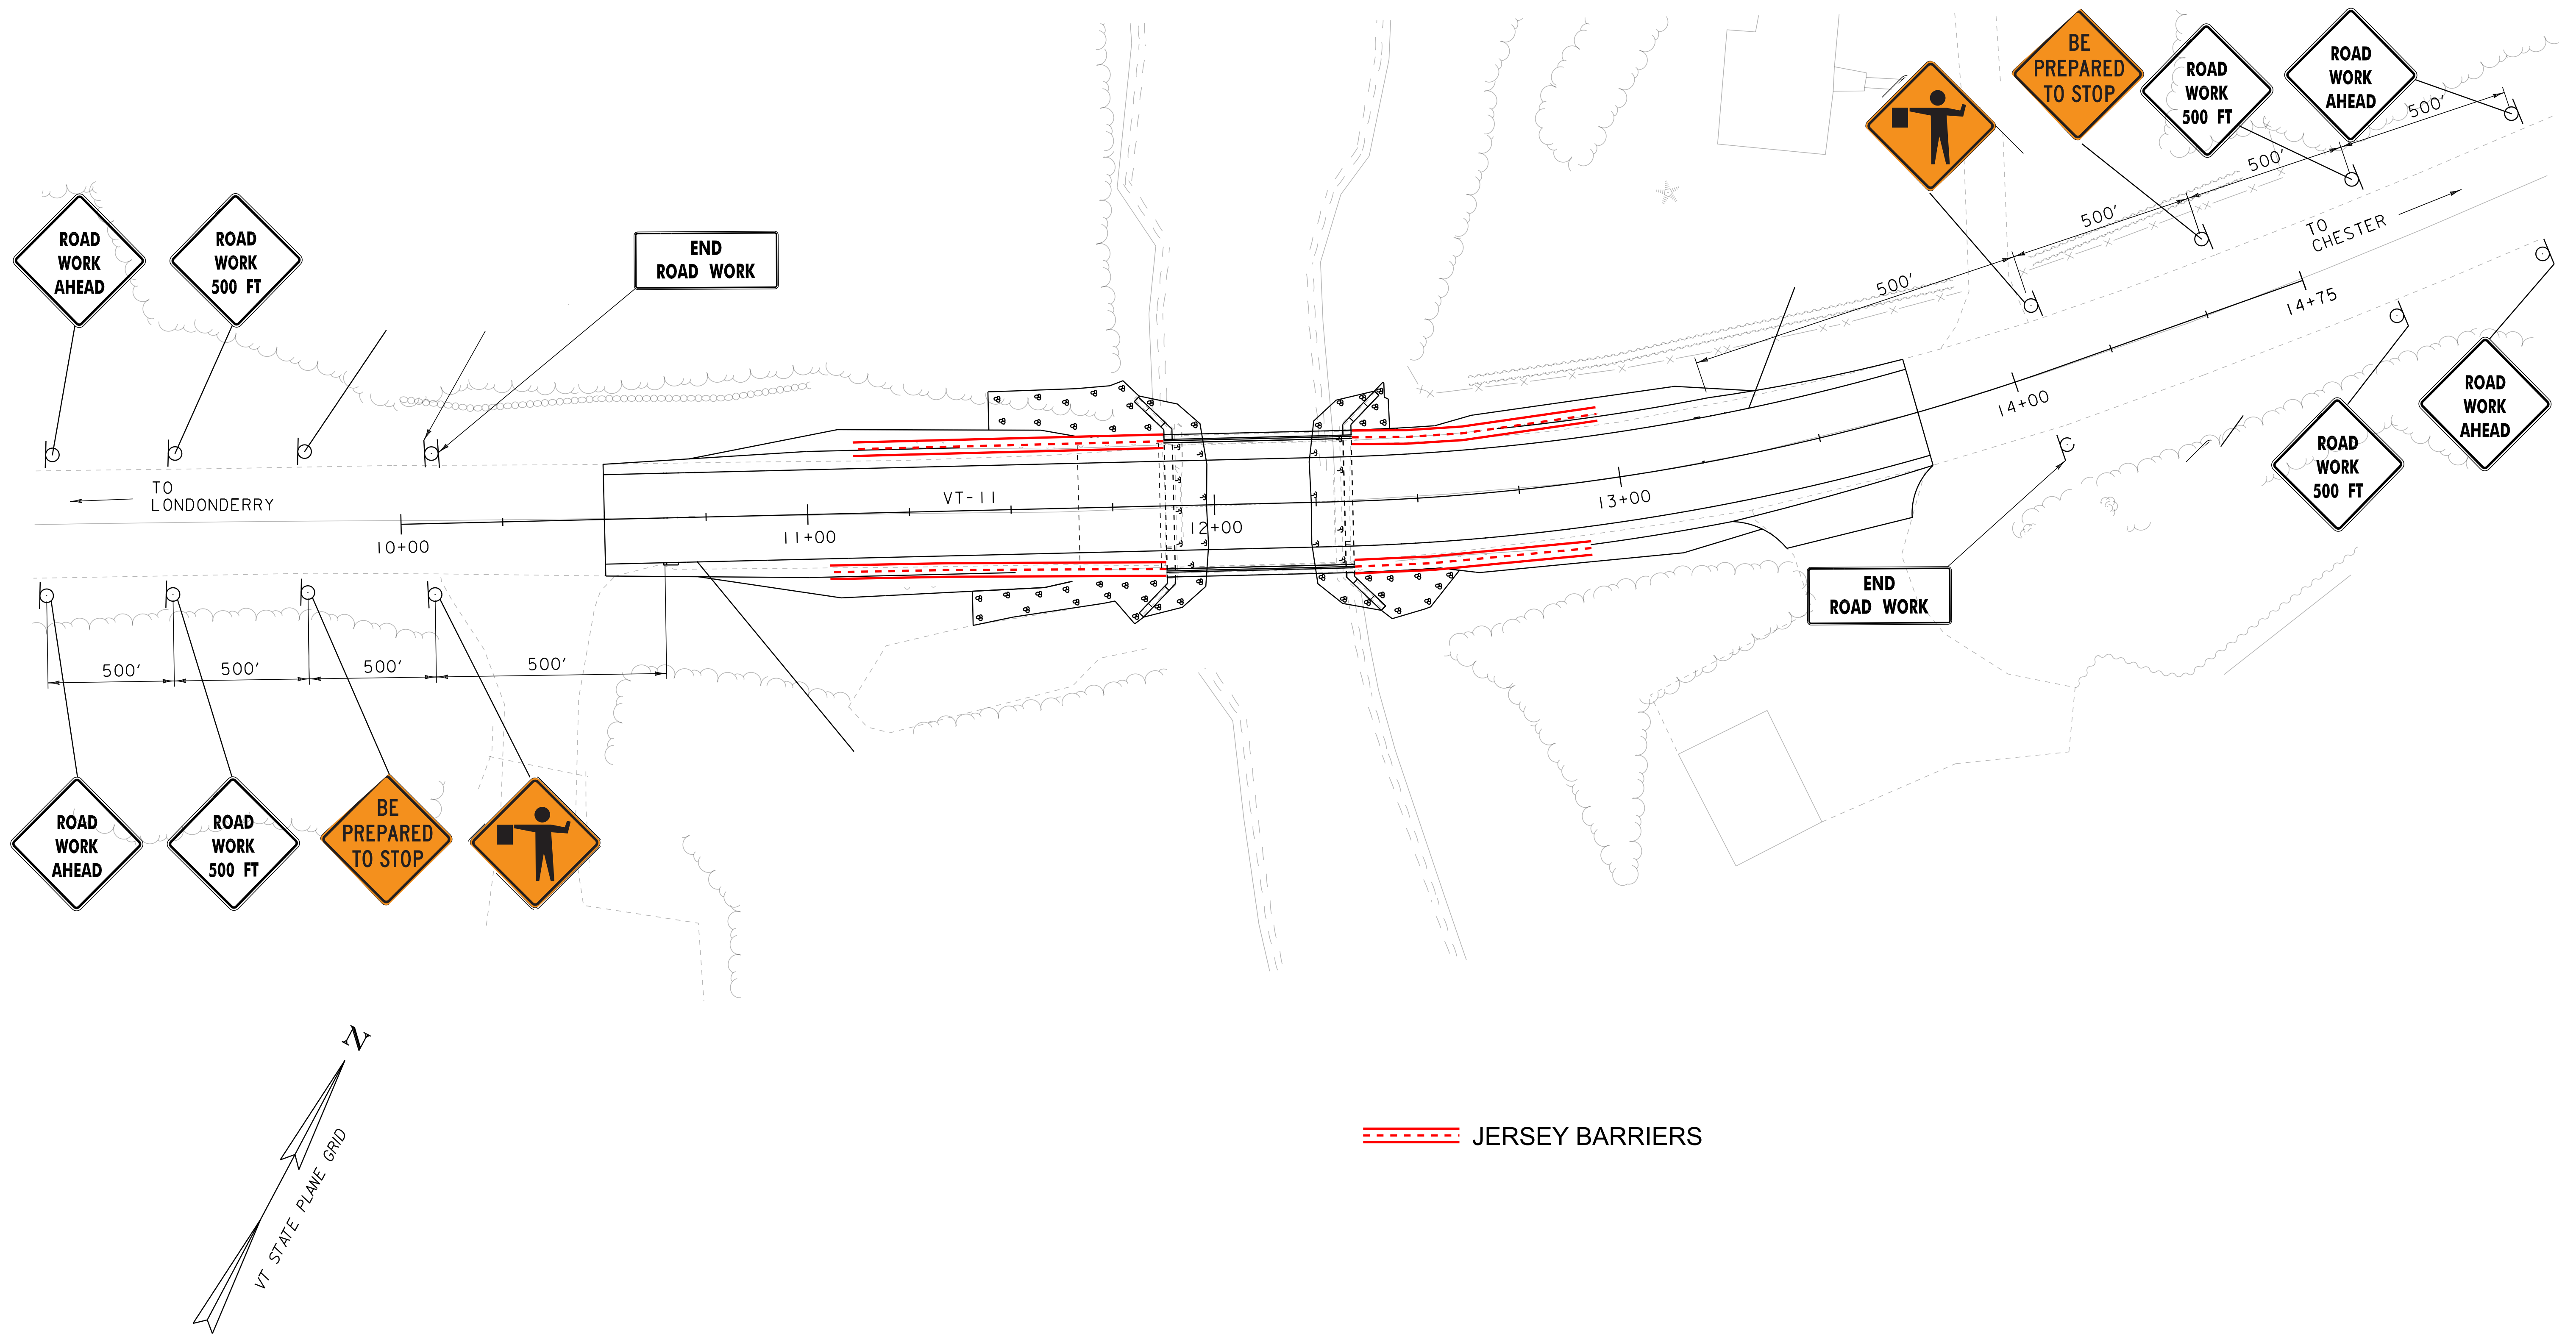 BE
PREPARED
TO STOP
ROAD
WORK
500 FT
ROAD
WORK
AHEAD
500'
500'
500'
500'
TO
CHESTER
ROAD
WORK
AHEAD
ROAD
WORK
500 FT
END
ROAD WORK
TO
LONDONDERRY
VT-11
10+00
11+00
12+00
13+00
14+00
14+75
ROAD
WORK
500 FT
ROAD
WORK
AHEAD
END
ROAD WORK
500'
500'
500'
500'
ROAD
WORK
AHEAD
ROAD
WORK
500 FT
BE
PREPARED
TO STOP
N
VT STATE PLANE GRID
JERSEY BARRIERS